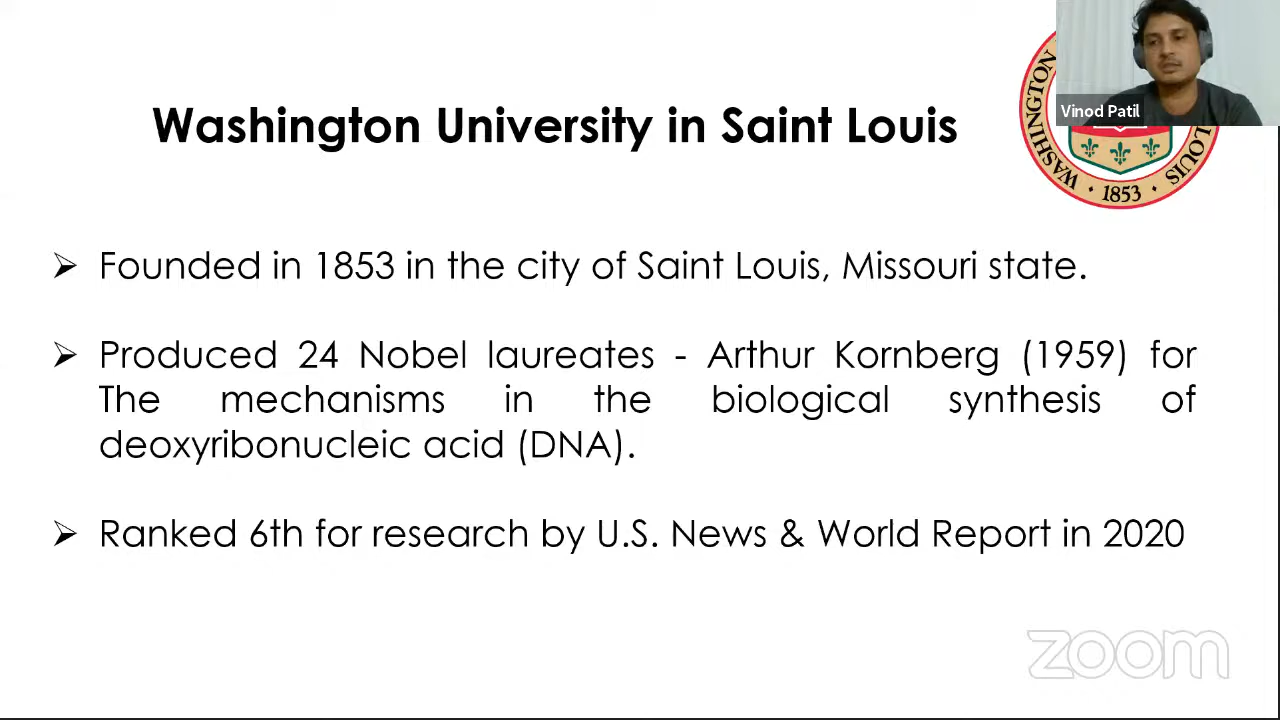 Washington University in Saint Louis
Vinod Patil
WASHINGTON
LOUIS
· 1853 ·
➢ Founded in 1853 in the city of Saint Louis, Missouri state.
➢ Produced 24 Nobel laureates - Arthur Kornberg (1959) for
The mechanisms in the biological synthesis of
deoxyribonucleic acid (DNA).
➢ Ranked 6th for research by U.S. News & World Report in 2020
zoom